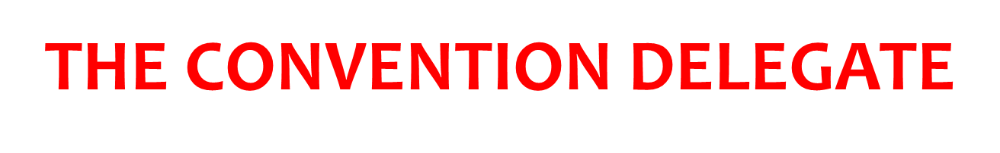 THE CONVENTION DELEGATE